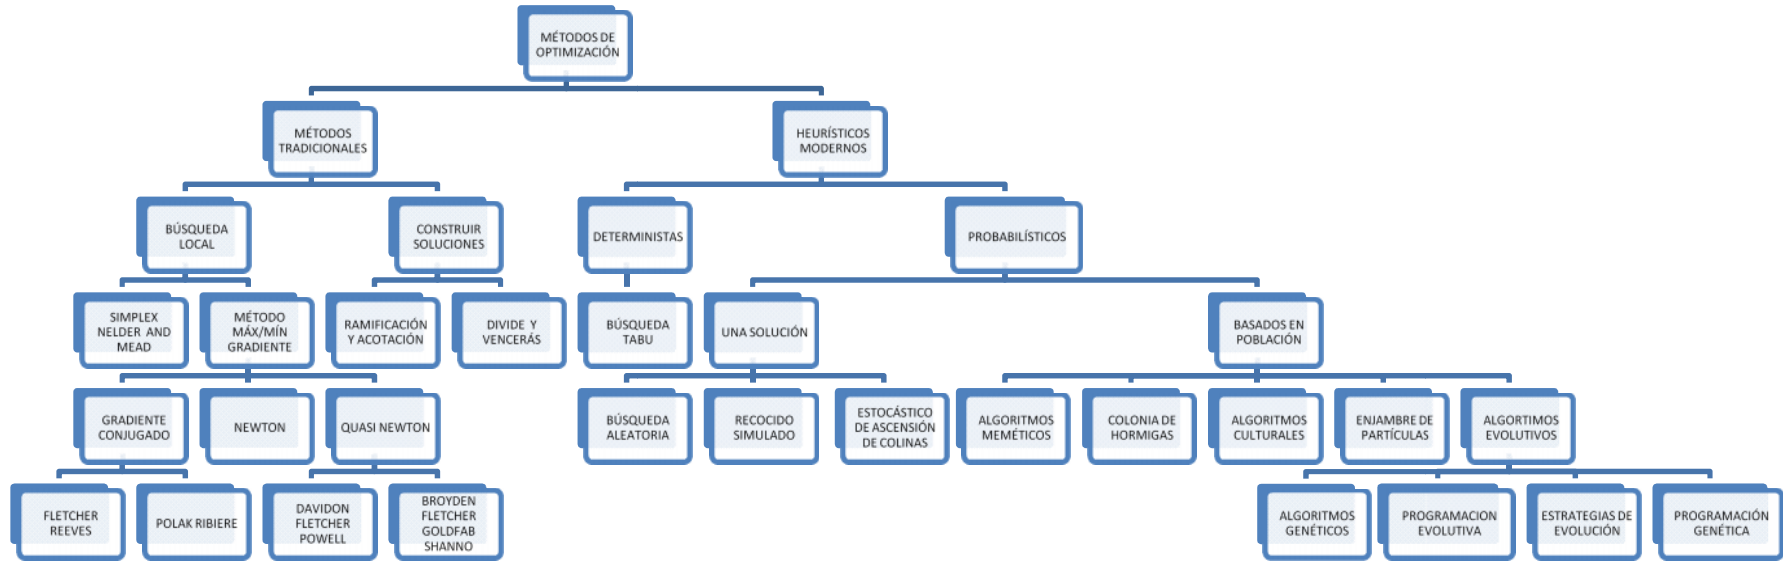 MÉTODOS DE
OPTIMIZACIÓN
MÉTODOS
TRADICIONALES
HEURÍSTICOS
MODERNOS
BÚSQUEDA
LOCAL
CONSTRUIR
SOLUCIONES
DETERMINISTAS
PROBABILÍSTICOS
SIMPLEX
NELDER AND
MEAD
MÉTODO
MÁX/MÍN
GRADIENTE
RAMIFICACIÓN
Y ACOTACIÓN
DIVIDE Y
VENCERÁS
BÚSQUEDA
TABU
UNA SOLUCIÓN
BASADOS EN
POBLACIÓN
GRADIENTE
CONJUGADO
NEWTON
QUASI NEWTON
BÚSQUEDA
ALEATORIA
RECOCIDO
SIMULADO
ESTOCÁSTICO
DE ASCENSIÓN
DE COLINAS
ALGORITMOS
MEMÉTICOS
COLONIA DE
HORMIGAS
ALGORITMOS
CULTURALES
ENJAMBRE DE
PARTÍCULAS
ALGORTIMOS
EVOLUTIVOS
FLETCHER
REEVES
POLAK RIBIERE
DAVIDON
FLETCHER
POWELL
BROYDEN
FLETCHER
GOLDFAB
SHANNO
ALGORITMOS
GENÉTICOS
PROGRAMACION
EVOLUTIVA
ESTRATEGIAS DE
EVOLUCIÓN
PROGRAMACIÓN
GENÉTICA